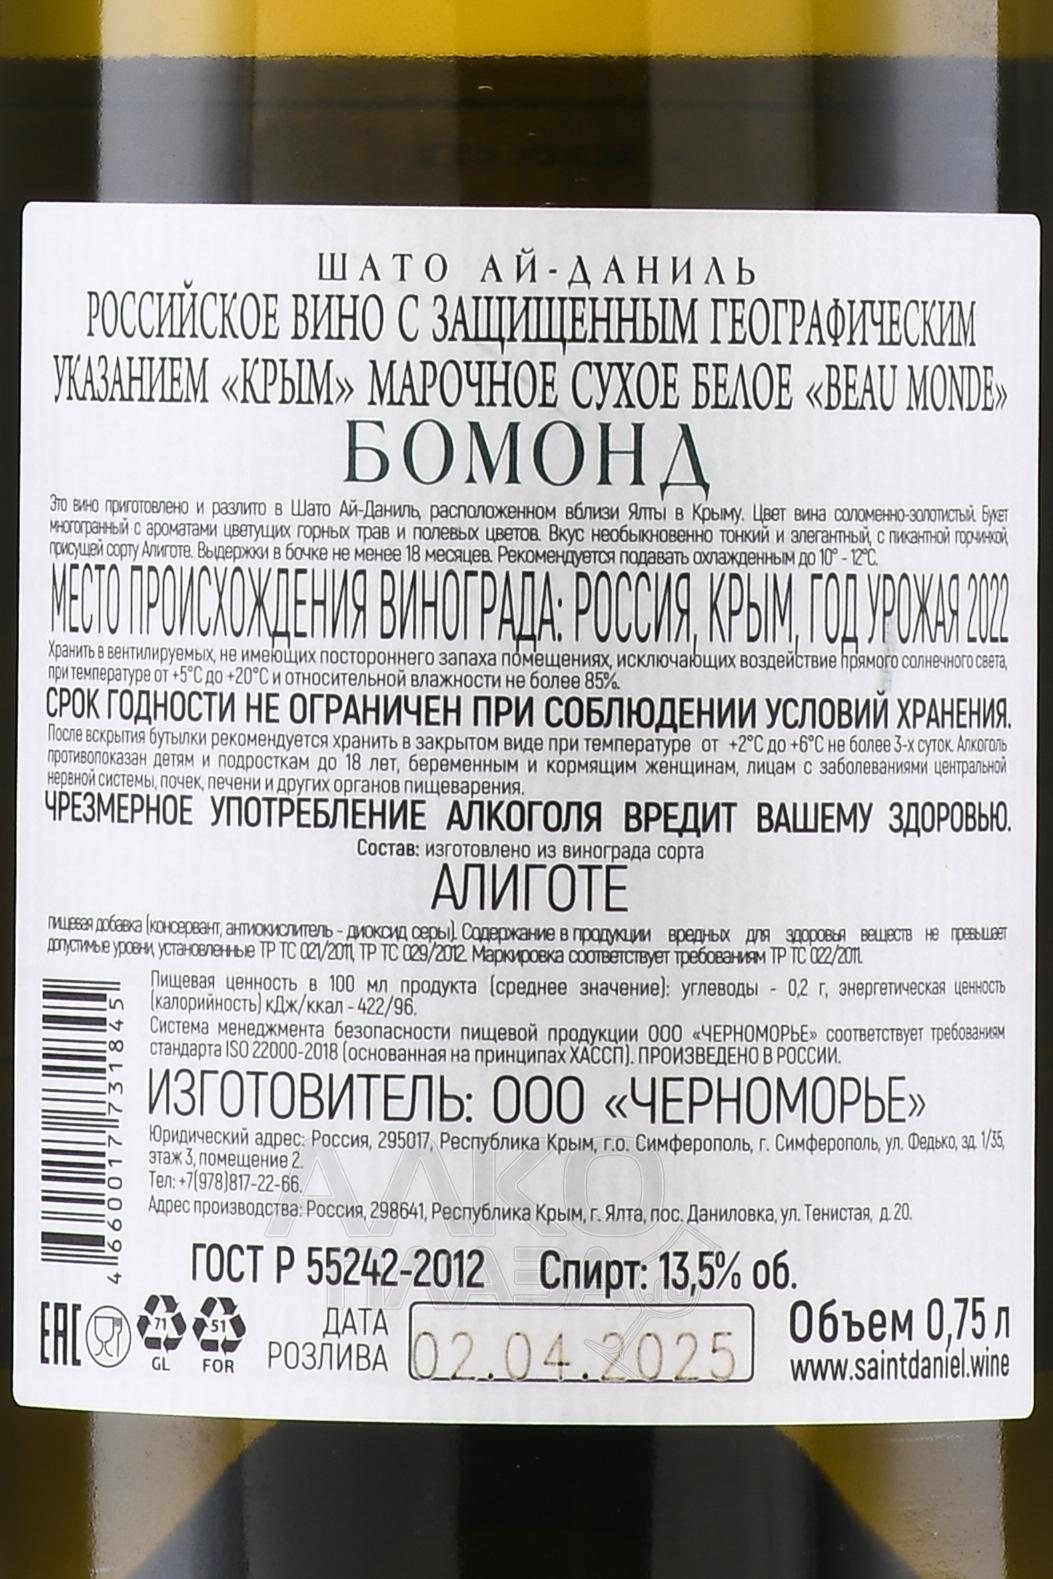 ШАТО АЙ-ДАНИЛЬ
РОССИЙСКОЕ ВИНО С ЗАЩИЩЕННЫМ ГЕОГРАФИЧЕСКИМ
УКАЗАНИЕМ «КРЫМ» МАРОЧНОЕ СУХОЕ БЕЛОЕ «BEAU MONDE»
БОМОНД
Это вино приготовлено и разлито в Шато Ай-Даниль, расположенном вблизи Ялты в Крыму. Цвет вина соломенно-золотистый. Букет
многогранный с ароматами цветущих горных трав и полевых цветов. Вкус необыкновенно тонкий и элегантный, с пикантной горчинкой,
присущей сорту Алиготе. Выдержки в бочке не менее 18 месяцев. Рекомендуется подавать охлажденным до 10° - 12°С.
МЕСТО ПРОИСХОЖДЕНИЯ ВИНОГРАДА: РОССИЯ, КРЫМ, ГОД УРОЖАЯ 2022
Хранить в вентилируемых, не имеющих постороннего запаха помещениях, исключающих воздействие прямого солнечного света,
при температуре от +5°С до +20°С и относительной влажности не более 85%.
СРОК ГОДНОСТИ НЕ ОГРАНИЧЕН ПРИ СОБЛЮДЕНИИ УСЛОВИЙ ХРАНЕНИЯ.
После вскрытия бутылки рекомендуется хранить в закрытом виде при температуре от +2°С до +6°С не более 3-х суток. Алкоголь
противопоказан детям и подросткам до 18 лет, беременным и кормящим женщинам, лицам с заболеваниями центральной
нервной системы, почек, печени и других органов пищеварения.
ЧРЕЗМЕРНОЕ УПОТРЕБЛЕНИЕ АЛКОГОЛЯ ВРЕДИТ ВАШЕМУ ЗДОРОВЬЮ.
Состав: изготовлено из винограда сорта
АЛИГОТЕ
пищевая добавка (консервант, антиокислитель - диоксид серы). Содержание в продукции вредных для здоровья веществ не превышает
допустимые уровни, установленные ТР ТС 021/2011, ТР ТС 029/2012. Маркировка соответствует требованиям ТР ТС 022/2011.
Пищевая ценность в 100 мл продукта (среднее значение): углеводы - 0,2 г, энергетическая ценность
(калорийность) кДж/ккал - 422/96.
Система менеджмента безопасности пищевой продукции ООО «ЧЕРНОМОРЬЕ» соответствует требованиям
стандарта ISO 22000-2018 (основанная на принципах ХАССП). ПРОИЗВЕДЕНО В РОССИИ.
ИЗГОТОВИТЕЛЬ: ООО «ЧЕРНОМОРЬЕ»
Юридический адрес: Россия, 295017, Республика Крым, г.о. Симферополь, г. Симферополь, ул. Федько, зд. 1/35,
этаж 3, помещение 2.
Тел: +7(978)817-22-66.
Адрес производства: Россия, 298641, Республика Крым, г. Ялта, пос. Даниловка, ул. Тенистая, д. 20.
4660017731845
АЛКО
ПЛАЗА.ru
ГОСТ Р 55242-2012 Спирт: 13,5% об.
EAC
71
GL
51
FOR
ДАТА
РОЗЛИВА
02.04.2025
Объем 0,75 л
www.saintdaniel.wine